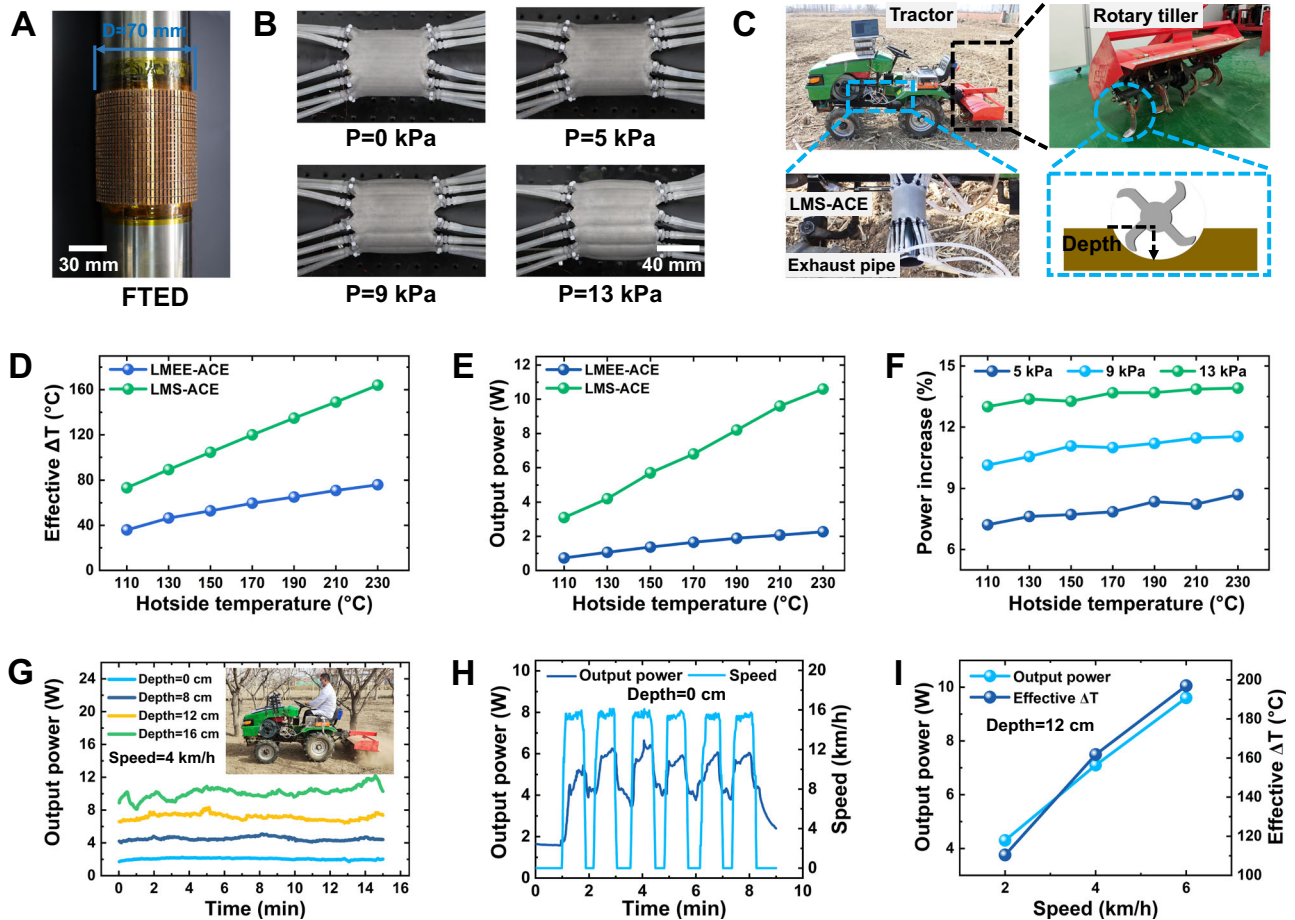 A
D=70 mm
30 mm
FTED
B
P=0 kPa
P=5 kPa
P=9 kPa
P=13 kPa
40 mm
C
Tractor
Rotary tiller
LMS-ACE
Exhaust pipe
Depth
D
LMEE-ACE
LMS-ACE
Effective ΔT (°C)
160
120
80
40
0
110 130 150 170 190 210 230
Hotside temperature (°C)
E
LMEE-ACE
LMS-ACE
Output power (W)
12
10
8
6
4
2
0
110 130 150 170 190 210 230
Hotside temperature (°C)
F
5 kPa 9 kPa 13 kPa
Power increase (%)
15
12
9
6
110 130 150 170 190 210 230
Hotside temperature (°C)
G
Depth=0 cm
Depth=8 cm
Depth=12 cm
Depth=16 cm
Speed=4 km/h
Output power (W)
24
20
16
12
8
4
0
0 2 4 6 8 10 12 14 16
Time (min)
H
Output power Speed
Depth=0 cm
Output power (W)
10
8
6
4
2
0
20
16
12
8
4
0
Speed (km/h)
0 2 4 6 8 10
Time (min)
I
Output power
Effective ΔT
Depth=12 cm
Output power (W)
10
8
6
4
200
180
160
140
120
100
Effective ΔT (°C)
2 4 6
Speed (km/h)